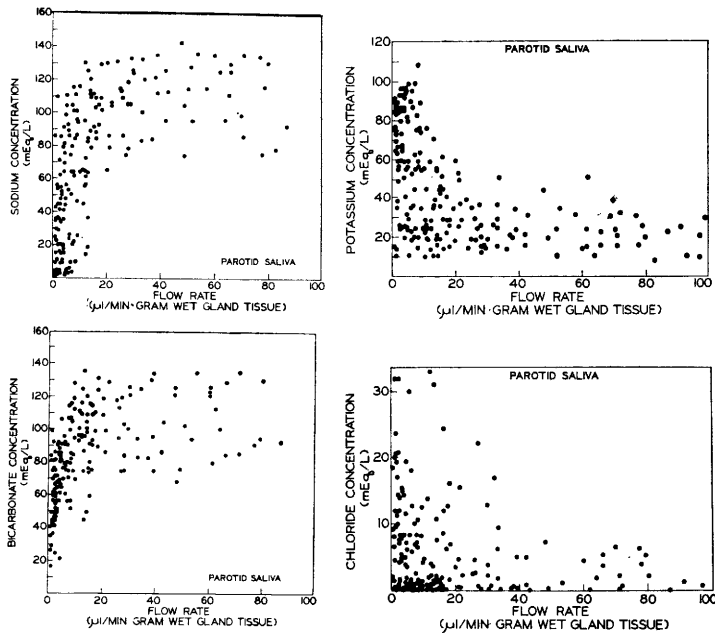 160
140
120
100
80
60
40
20
SODIUM CONCENTRATION
(mEq/L)
PAROTID SALIVA
20 40 60 80 100
FLOW RATE
(µl/MIN·GRAM WET GLAND TISSUE)
PAROTID SALIVA
120
100
80
60
40
20
0
POTASSIUM CONCENTRATION
(mEq/L)
0 20 40 60 80 100
FLOW RATE
(µl/MIN·GRAM WET GLAND TISSUE)
160
140
120
100
80
60
40
20
BICARBONATE CONCENTRATION
(mEq/L)
PAROTID SALIVA
0 20 40 60 80 100
FLOW RATE
(µl/MIN·GRAM WET GLAND TISSUE)
PAROTID SALIVA
30
20
10
CHLORIDE CONCENTRATION
(mEq/L)
0 20 40 60 80 100
FLOW RATE
(µl/MIN·GRAM WET GLAND TISSUE)